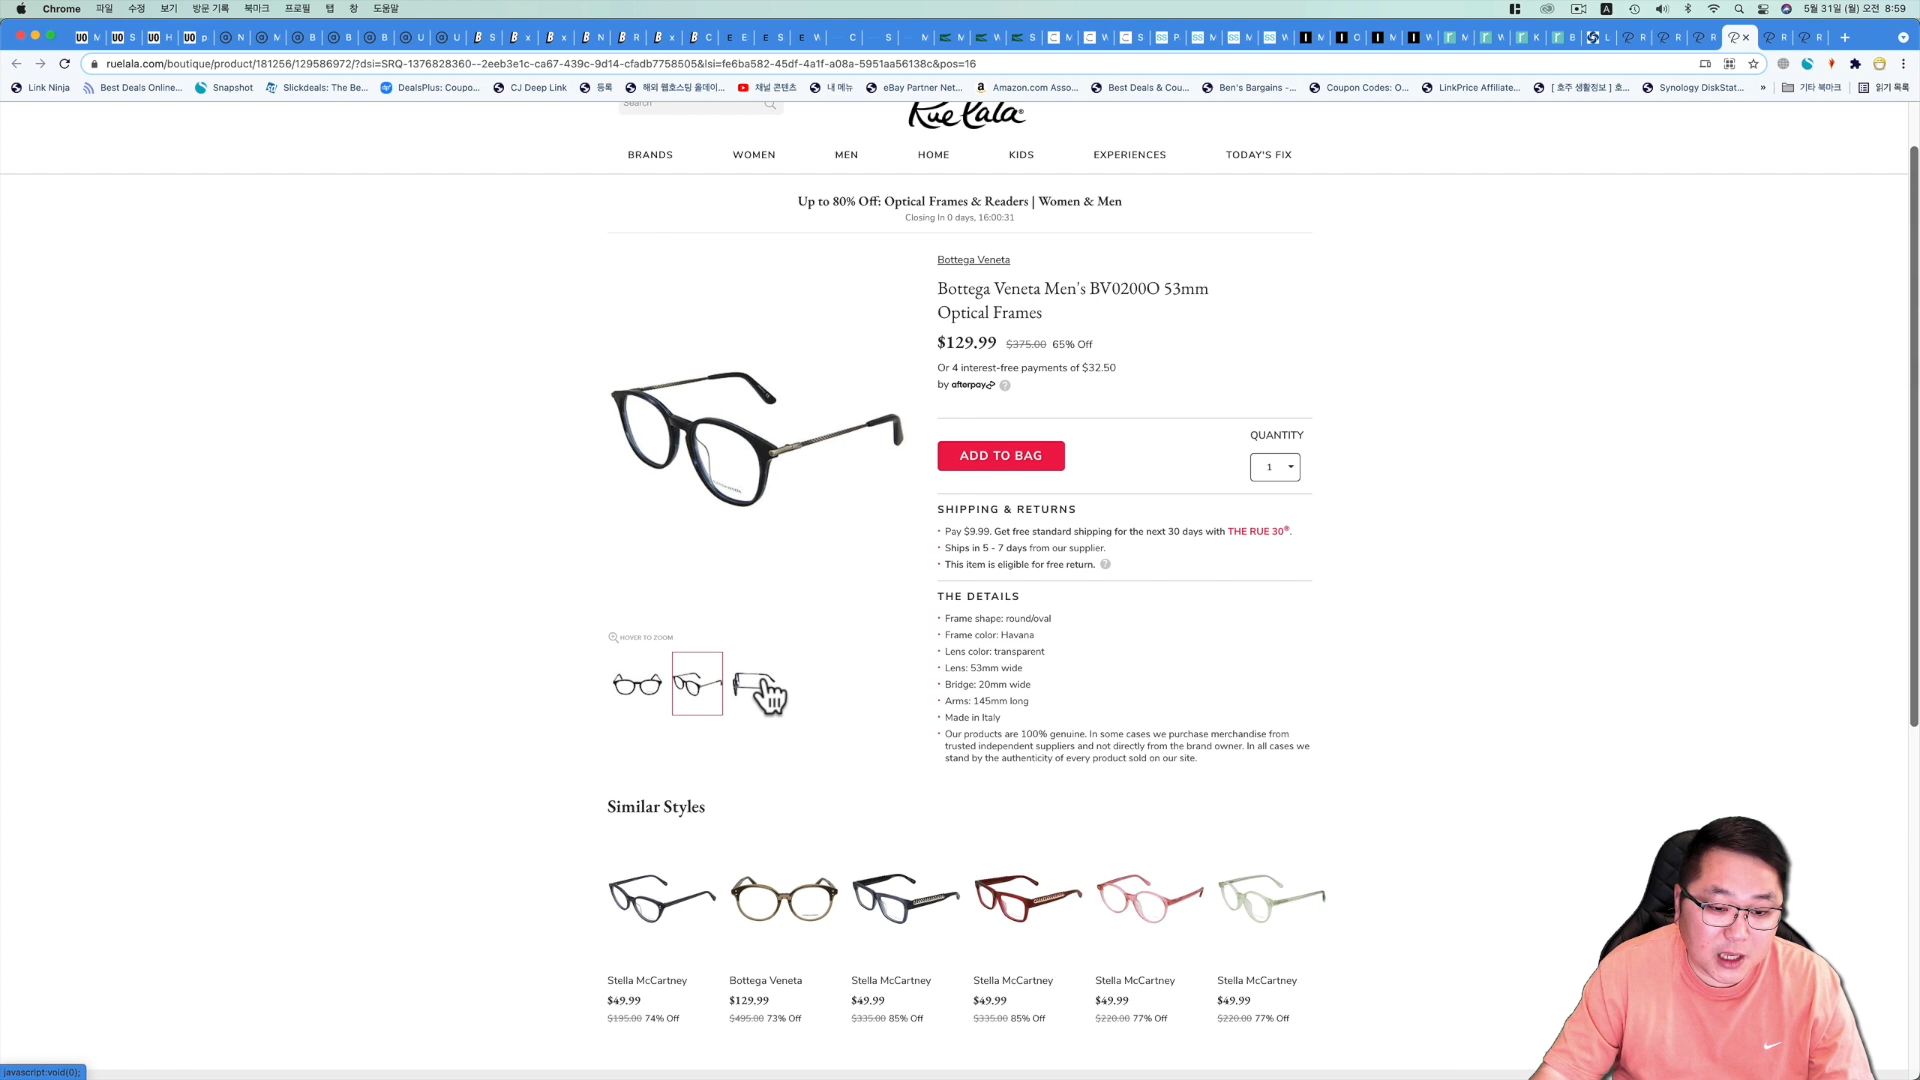 Chrome 파일 수정 보기 방문 기록 북마크 프로필 탭 창 도움말
5월 31일 (월) 오전 8:59
ruelala.com/boutique/product/181256/129586972/?dsi=SRQ-1376828360--2eeb3e1c-ca67-439c-9d14-cfadb7758505&lsi=fe6ba582-45df-4a1f-a08a-5951aa56138c&pos=16
Link Ninja Best Deals Online... Snapshot Slickdeals: The Be... DealsPlus: Coupo... CJ Deep Link 등록 해외 웹호스팅 올데이... 채널 콘텐츠 내 메뉴 eBay Partner Net... Amazon.com Asso... Best Deals & Cou... Ben's Bargains -... Coupon Codes: O... LinkPrice Affiliate... [ 호주 생활정보 ] 호... Synology DiskStat... » 기타 북마크 읽기 목록
Search
Rue La La
BRANDS WOMEN MEN HOME KIDS EXPERIENCES TODAY'S FIX
Up to 80% Off: Optical Frames & Readers | Women & Men
Closing In 0 days, 16:00:31
Bottega Veneta
Bottega Veneta Men's BV0200O 53mm
Optical Frames
$129.99 $375.00 65% Off
Or 4 interest-free payments of $32.50
by afterpay ?
QUANTITY
ADD TO BAG
1
SHIPPING & RETURNS
• Pay $9.99. Get free standard shipping for the next 30 days with THE RUE 30®.
• Ships in 5 - 7 days from our supplier.
• This item is eligible for free return. ?
THE DETAILS
• Frame shape: round/oval
• Frame color: Havana
• Lens color: transparent
• Lens: 53mm wide
• Bridge: 20mm wide
• Arms: 145mm long
• Made in Italy
• Our products are 100% genuine. In some cases we purchase merchandise from
trusted independent suppliers and not directly from the brand owner. In all cases we
stand by the authenticity of every product sold on our site.
HOVER TO ZOOM
Similar Styles
Stella McCartney Bottega Veneta Stella McCartney Stella McCartney Stella McCartney Stella McCartney
$49.99 $129.99 $49.99 $49.99 $49.99 $49.99
$195.00 74% Off $495.00 73% Off $335.00 85% Off $335.00 85% Off $220.00 77% Off $220.00 77% Off
javascript:void(0);